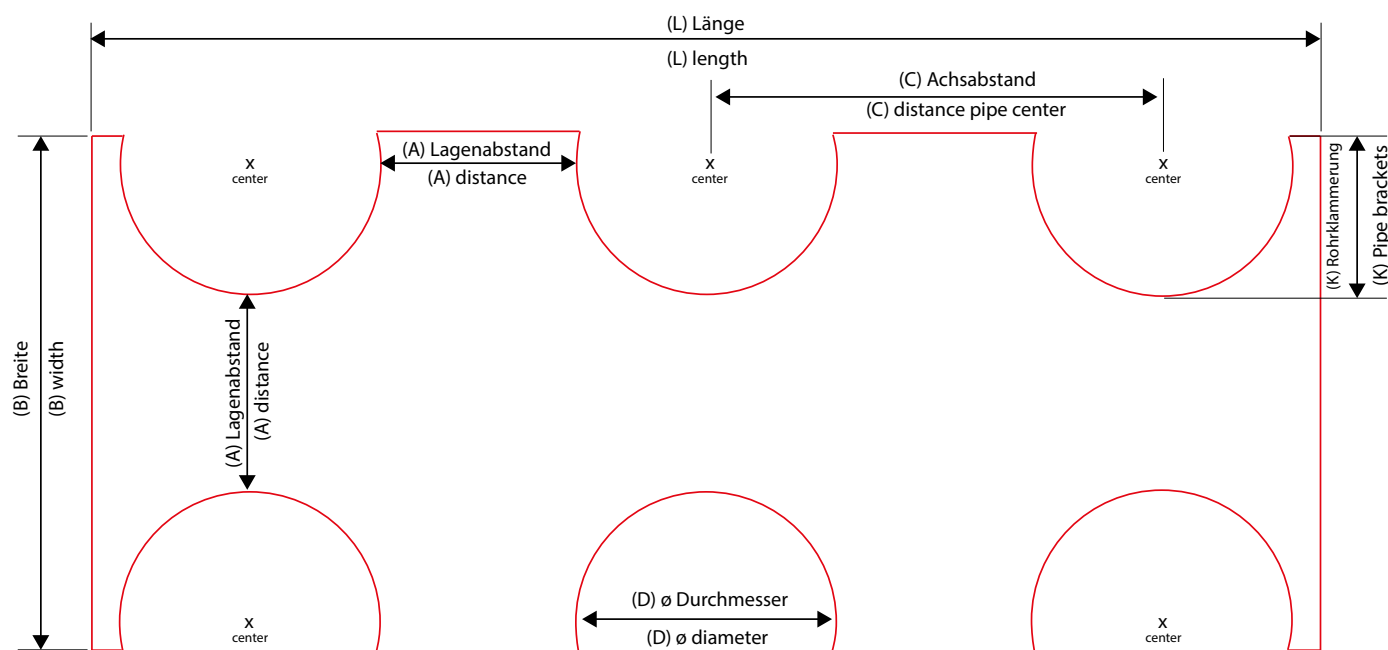 (L) Länge
(L) length
(C) Achsabstand
(C) distance pipe center
(A) Lagenabstand
(A) distance
x
center
x
center
x
center
(K) Rohrklammerung
(K) Pipe brackets
(B) Breite
(B) width
(A) Lagenabstand
(A) distance
(D) ø Durchmesser
(D) ø diameter
x
center
x
center